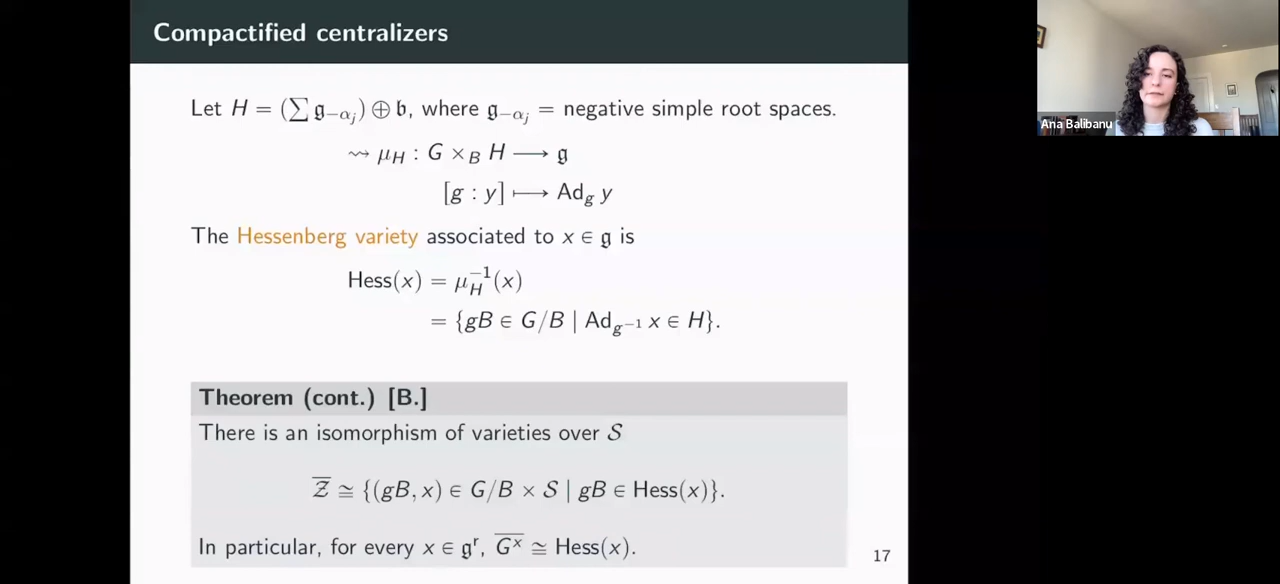 Compactified centralizers
Let H = (∑ 𝔤_{−α_j}) ⊕ 𝔟, where 𝔤_{−α_j} = negative simple root spaces.
⇝ μ_H : G ×_B H ⟶ 𝔤
[g : y] ⟼ Ad_g y
The Hessenberg variety associated to x ∈ 𝔤 is
Hess(x) = μ_H^{−1}(x)
= {gB ∈ G/B | Ad_{g^{−1}} x ∈ H}.
Theorem (cont.) [B.]
There is an isomorphism of varieties over 𝒮
\overline{𝒵} ≅ {(gB, x) ∈ G/B × 𝒮 | gB ∈ Hess(x)}.
In particular, for every x ∈ 𝔤^r, \overline{G^x} ≅ Hess(x).
17
Ana Balibanu